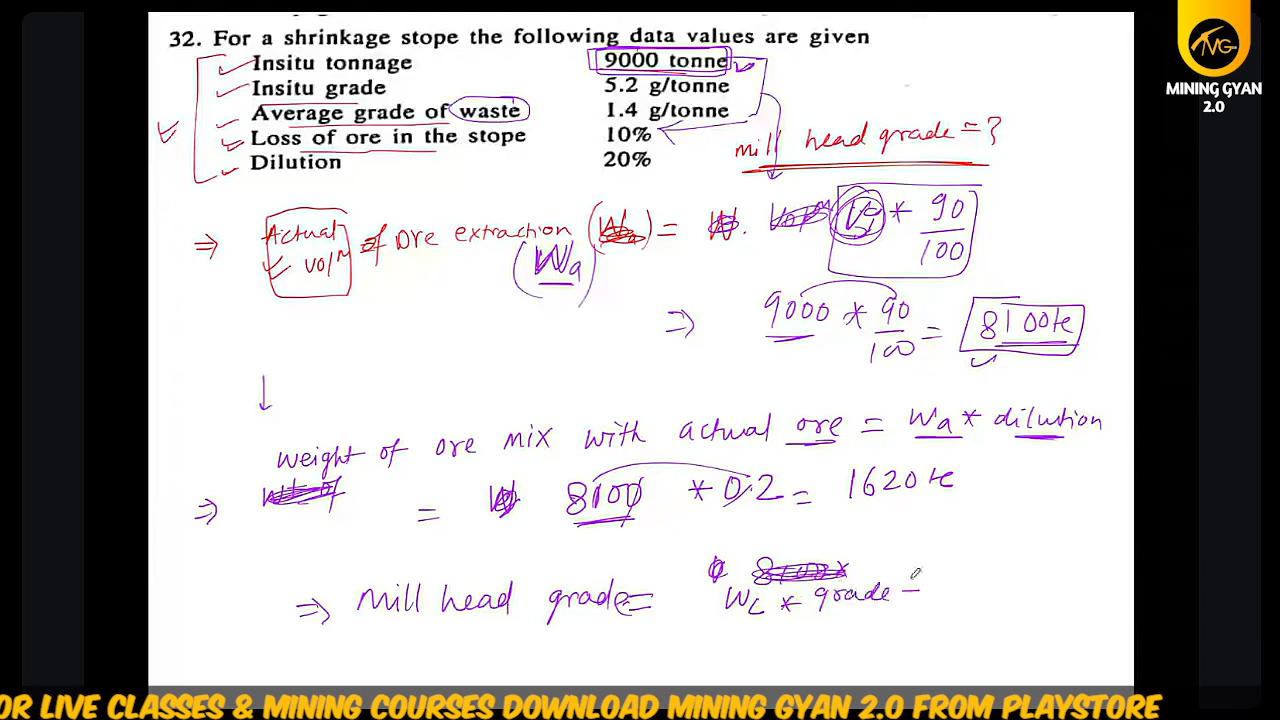 32. For a shrinkage stope the following data values are given
Insitu tonnage 9000 tonne
Insitu grade 5.2 g/tonne
Average grade of waste 1.4 g/tonne
Loss of ore in the stope 10%
Dilution 20%
mill head grade = ?
MINING GYAN
2.0
⇒ Actual vol/m of ore extraction (Wa) = * 90/100
⇒ 9000 * 90/100 = 8100te
↓
weight of ore mix with actual ore = Wa * dilution
⇒ = 8100 * 0.2 = 1620te
⇒ Mill head grade = * grade -
OR LIVE CLASSES & MINING COURSES DOWNLOAD MINING GYAN 2.0 FROM PLAYSTORE